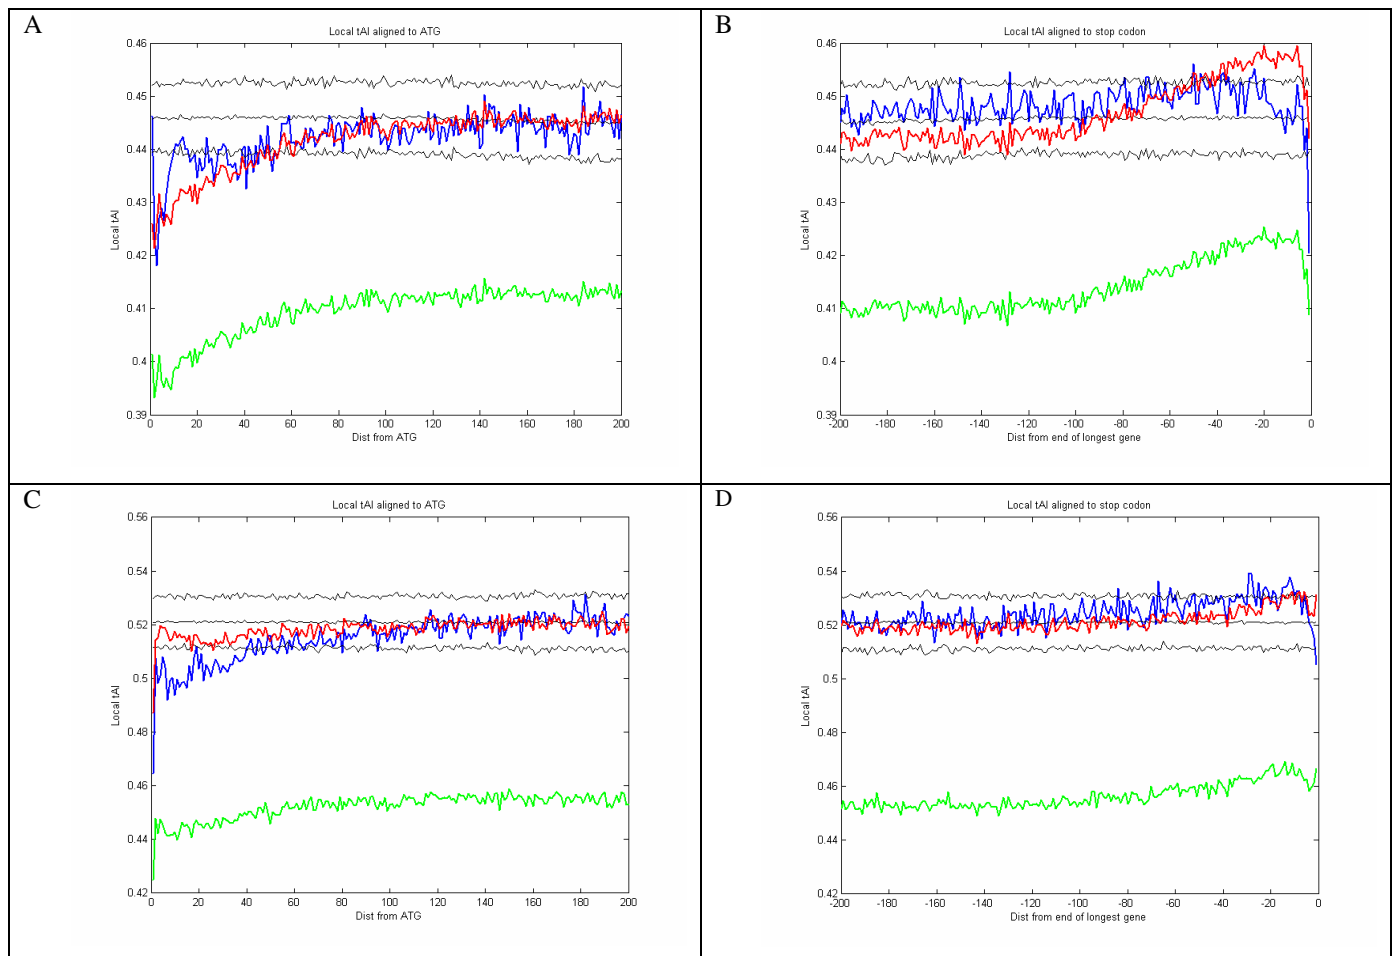 A
Local tAI aligned to ATG
0.46
0.45
0.44
0.43
0.42
0.41
0.4
0.39
Local tAI
0 20 40 60 80 100 120 140 160 180 200
Dist from ATG
B
Local tAI aligned to stop codon
0.46
0.45
0.44
0.43
0.42
0.41
0.4
0.39
Local tAI
-200 -180 -160 -140 -120 -100 -80 -60 -40 -20 0
Dist from end of longest gene
C
Local tAI aligned to ATG
0.56
0.54
0.52
0.5
0.48
0.46
0.44
0.42
Local tAI
0 20 40 60 80 100 120 140 160 180 200
Dist from ATG
D
Local tAI aligned to stop codon
0.56
0.54
0.52
0.5
0.48
0.46
0.44
0.42
Local tAI
-200 -180 -160 -140 -120 -100 -80 -60 -40 -20 0
Dist from end of longest gene